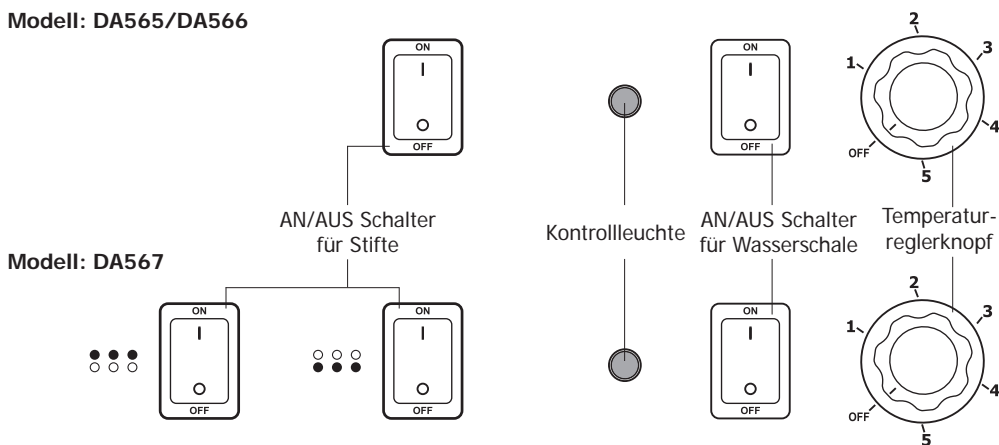 Modell: DA565/DA566
ON
I
O
OFF
ON
I
O
OFF
1
2
3
4
5
OFF
AN/AUS Schalter
für Stifte
Kontrollleuchte
AN/AUS Schalter
für Wasserschale
Temperatur-
reglerknopf
Modell: DA567
ON
I
O
OFF
ON
I
O
OFF
ON
I
O
OFF
1
2
3
4
5
OFF